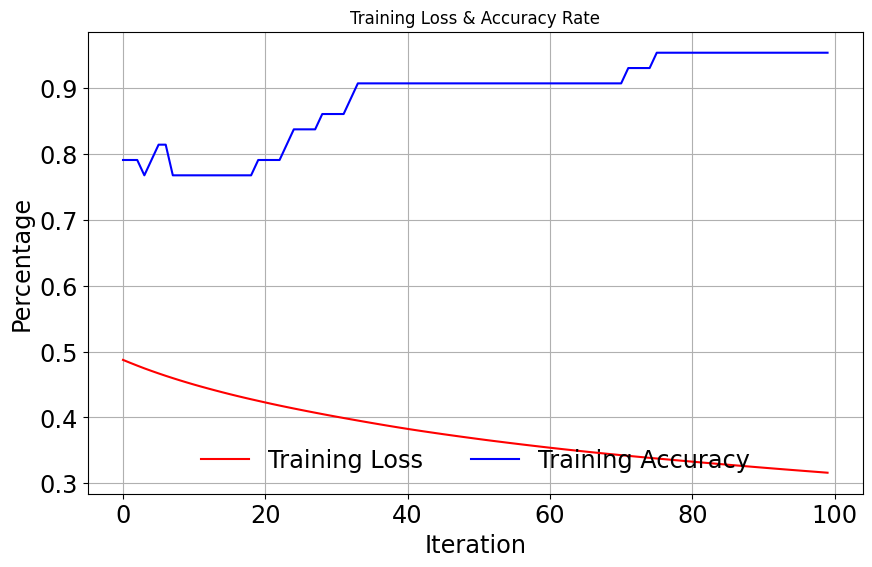 Training Loss & Accuracy Rate
Percentage
0.9
0.8
0.7
0.6
0.5
0.4
0.3
Training Loss Training Accuracy
0 20 40 60 80 100
Iteration